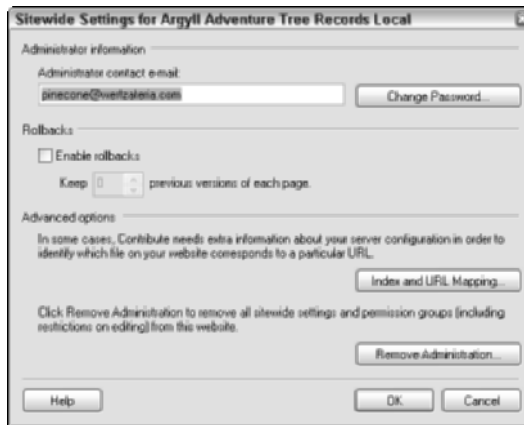 Sitewide Settings for Argyll Adventure Tree Records Local
Administrator information
Administrator contact e-mail:
pinecone@wertzateria.com
Change Password...
Rollbacks
Enable rollbacks
Keep 0 previous versions of each page.
Advanced options
In some cases, Contribute needs extra information about your server configuration in order to
identify which file on your website corresponds to a particular URL.
Index and URL Mapping...
Click Remove Administration to remove all sitewide settings and permission groups (including
restrictions on editing) from this website.
Remove Administration...
Help
OK
Cancel